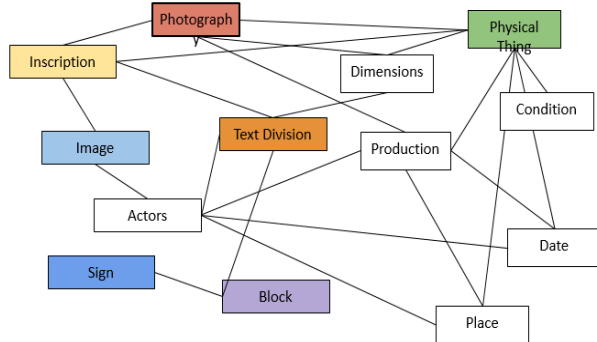 Photograph
y
Physical
Thing
Inscription
Dimensions
Condition
Text Division
Image
Production
Actors
Date
Sign
Block
Place